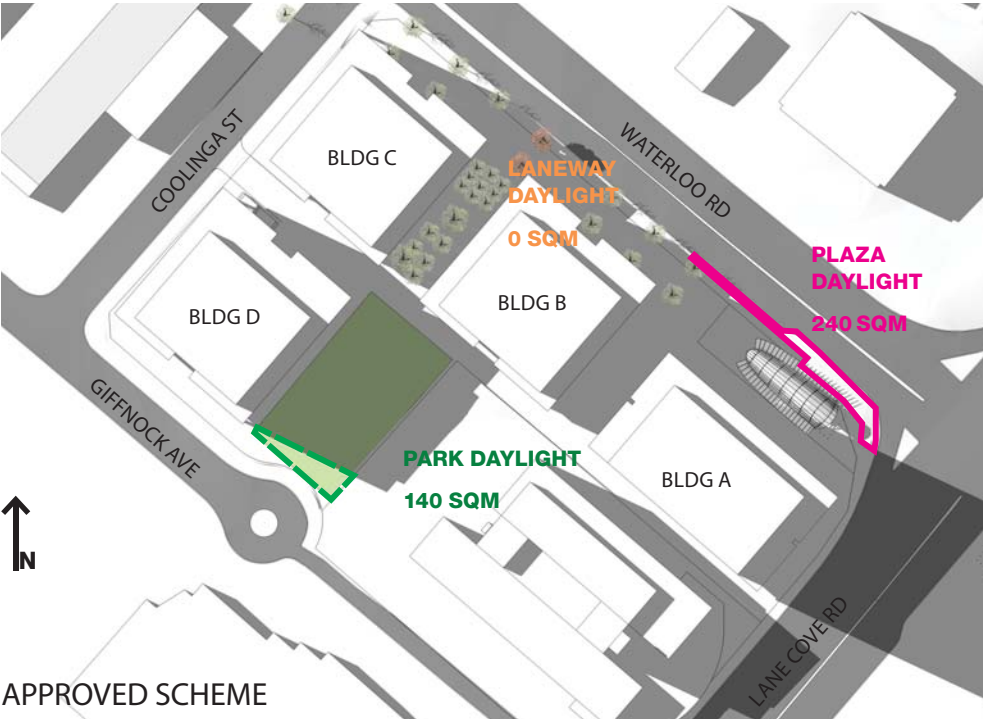 COOLINGA ST
BLDG C
WATERLOO RD
LANEWAY
DAYLIGHT
0 SQM
PLAZA
DAYLIGHT
240 SQM
BLDG D
BLDG B
GIFFNOCK AVE
PARK DAYLIGHT
140 SQM
BLDG A
N
LANE COVE RD
APPROVED SCHEME